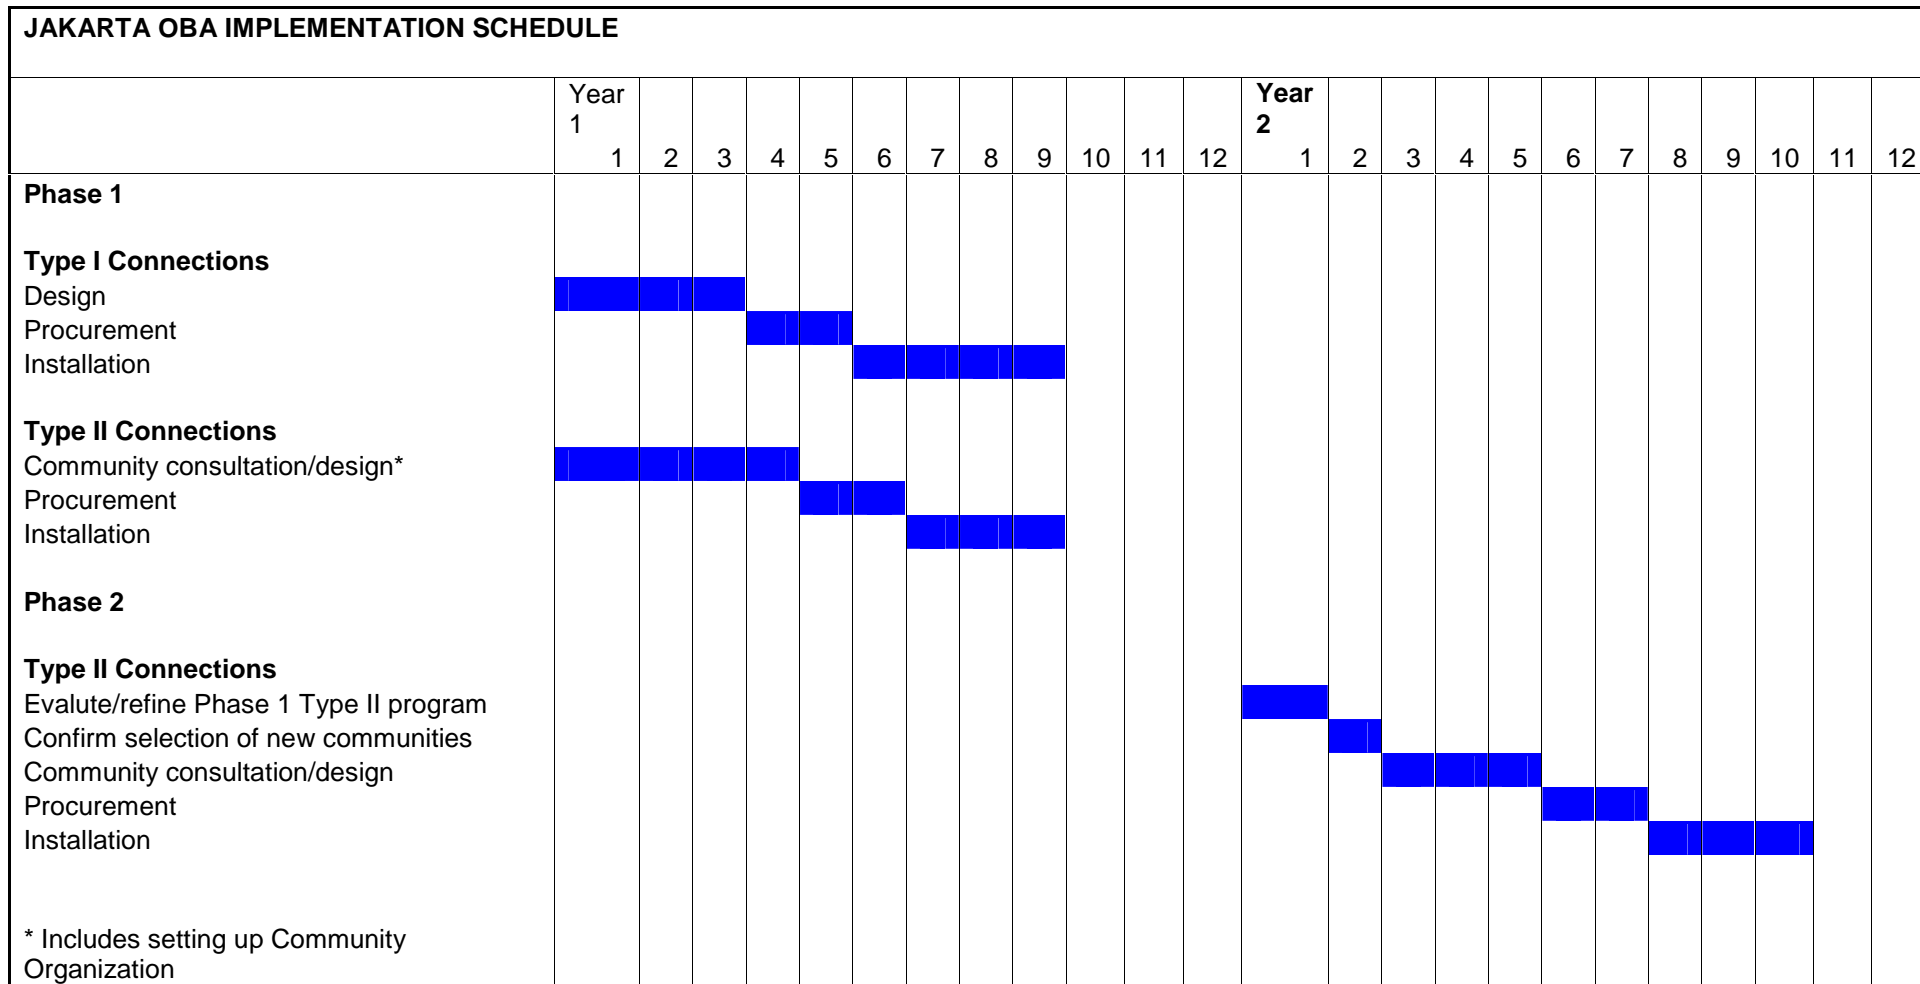 JAKARTA OBA IMPLEMENTATION SCHEDULE
Year Year
1 2
1 2 3 4 5 6 7 8 9 10 11 12 1 2 3 4 5 6 7 8 9 10 11 12
Phase 1
Type I Connections
Design
Procurement
Installation
Type II Connections
Community consultation/design*
Procurement
Installation
Phase 2
Type II Connections
Evalute/refine Phase 1 Type II program
Confirm selection of new communities
Community consultation/design
Procurement
Installation
* Includes setting up Community
Organization